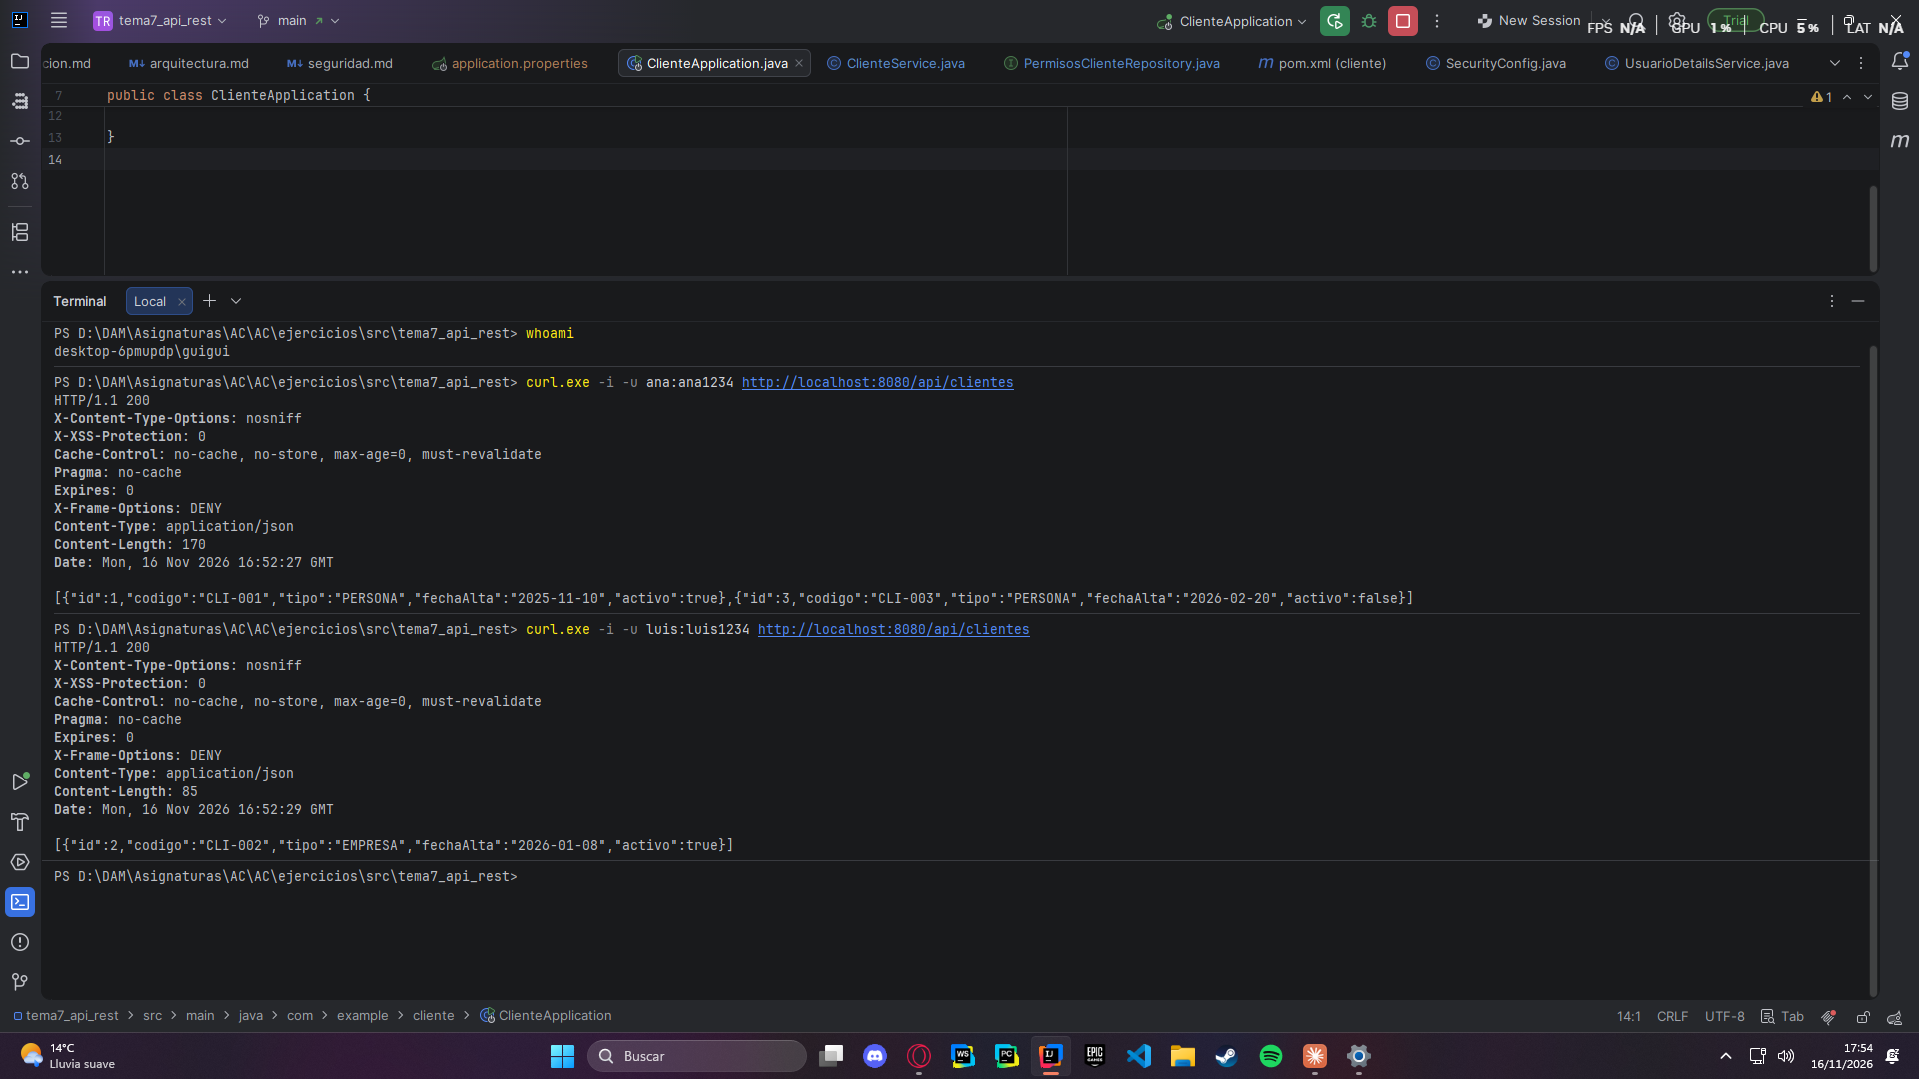 TR tema7_api_rest main ClienteApplication New Session Trial
FPS N/A GPU 1% CPU 5% LAT N/A
cion.md arquitectura.md seguridad.md application.properties ClienteApplication.java ClienteService.java PermisosClienteRepository.java pom.xml (cliente) SecurityConfig.java UsuarioDetailsService.java
7 public class ClienteApplication { 1
12
13 }
14
Terminal Local
PS D:\DAM\Asignaturas\AC\AC\ejercicios\src\tema7_api_rest> whoami
desktop-6pmupdp\guigui
PS D:\DAM\Asignaturas\AC\AC\ejercicios\src\tema7_api_rest> curl.exe -i -u ana:ana1234 http://localhost:8080/api/clientes
HTTP/1.1 200
X-Content-Type-Options: nosniff
X-XSS-Protection: 0
Cache-Control: no-cache, no-store, max-age=0, must-revalidate
Pragma: no-cache
Expires: 0
X-Frame-Options: DENY
Content-Type: application/json
Content-Length: 170
Date: Mon, 16 Nov 2026 16:52:27 GMT
[{"id":1,"codigo":"CLI-001","tipo":"PERSONA","fechaAlta":"2025-11-10","activo":true},{"id":3,"codigo":"CLI-003","tipo":"PERSONA","fechaAlta":"2026-02-20","activo":false}]
PS D:\DAM\Asignaturas\AC\AC\ejercicios\src\tema7_api_rest> curl.exe -i -u luis:luis1234 http://localhost:8080/api/clientes
HTTP/1.1 200
X-Content-Type-Options: nosniff
X-XSS-Protection: 0
Cache-Control: no-cache, no-store, max-age=0, must-revalidate
Pragma: no-cache
Expires: 0
X-Frame-Options: DENY
Content-Type: application/json
Content-Length: 85
Date: Mon, 16 Nov 2026 16:52:29 GMT
[{"id":2,"codigo":"CLI-002","tipo":"EMPRESA","fechaAlta":"2026-01-08","activo":true}]
PS D:\DAM\Asignaturas\AC\AC\ejercicios\src\tema7_api_rest>
tema7_api_rest > src > main > java > com > example > cliente > ClienteApplication 14:1 CRLF UTF-8 Tab
14°C
Lluvia suave
Buscar
WS PC IJ EPIC GAMES
17:54
16/11/2026